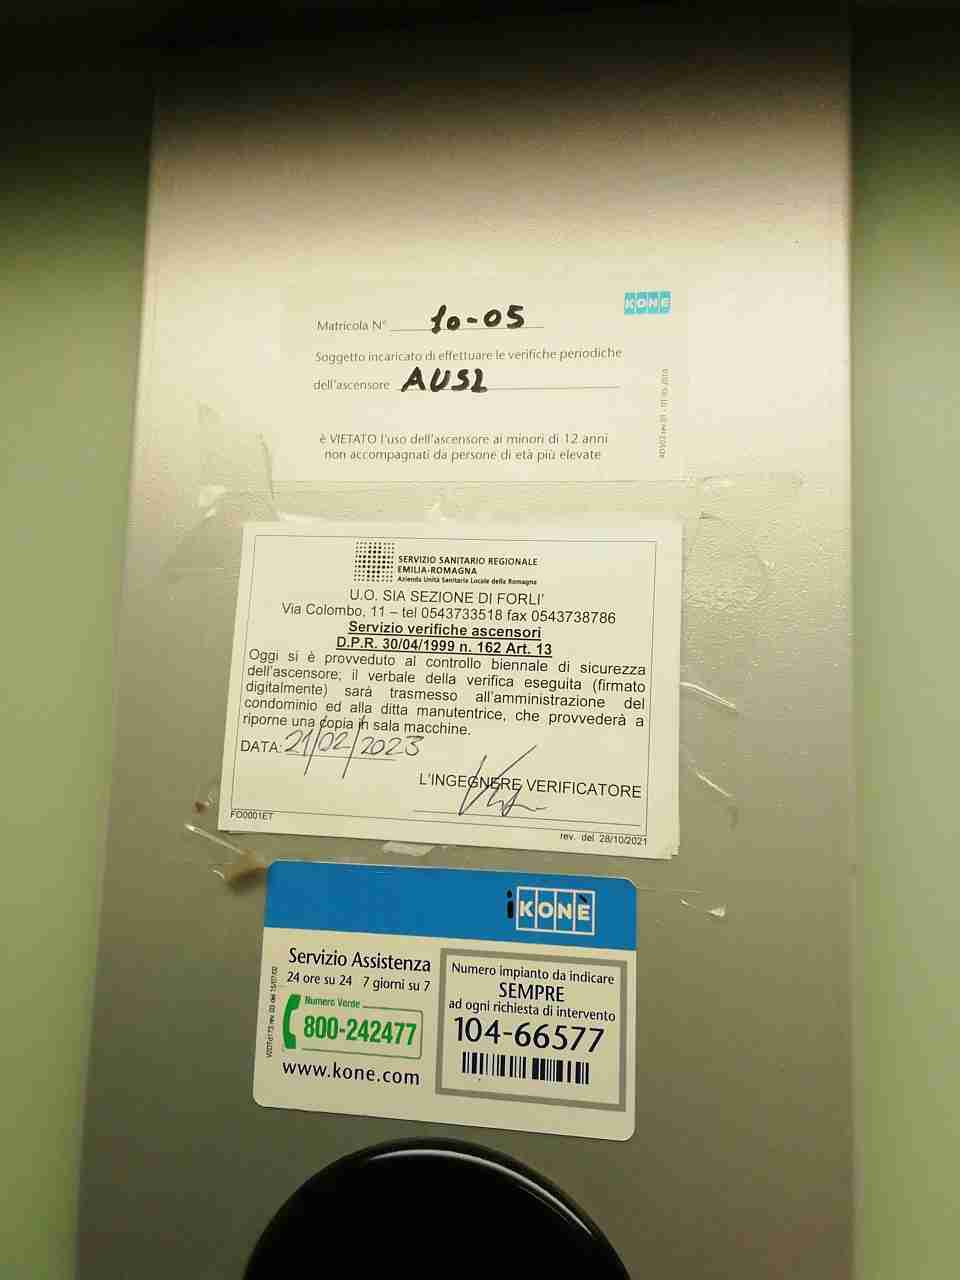 KONE
Matricola N° 10-05
Soggetto incaricato di effettuare le verifiche periodiche
dell'ascensore AUSL
è VIETATO l'uso dell'ascensore ai minori di 12 anni
non accompagnati da persone di età più elevate
SERVIZIO SANITARIO REGIONALE
EMILIA-ROMAGNA
Azienda Unità Sanitaria Locale della Romagna
U.O. SIA SEZIONE DI FORLI'
Via Colombo, 11 – tel 0543733518 fax 0543738786
Servizio verifiche ascensori
D.P.R. 30/04/1999 n. 162 Art. 13
Oggi si è provveduto al controllo biennale di sicurezza
dell'ascensore; il verbale della verifica eseguita (firmato
digitalmente) sarà trasmesso all'amministrazione del
condominio ed alla ditta manutentrice, che provvederà a
riporne una copia in sala macchine.
DATA: 21/02/2023
L'INGEGNERE VERIFICATORE
FO0001ET
rev. del 28/10/2021
iKONÈ
Servizio Assistenza
24 ore su 24 7 giorni su 7
Numero Verde
800-242477
www.kone.com
Numero impianto da indicare
SEMPRE
ad ogni richiesta di intervento
104-66577